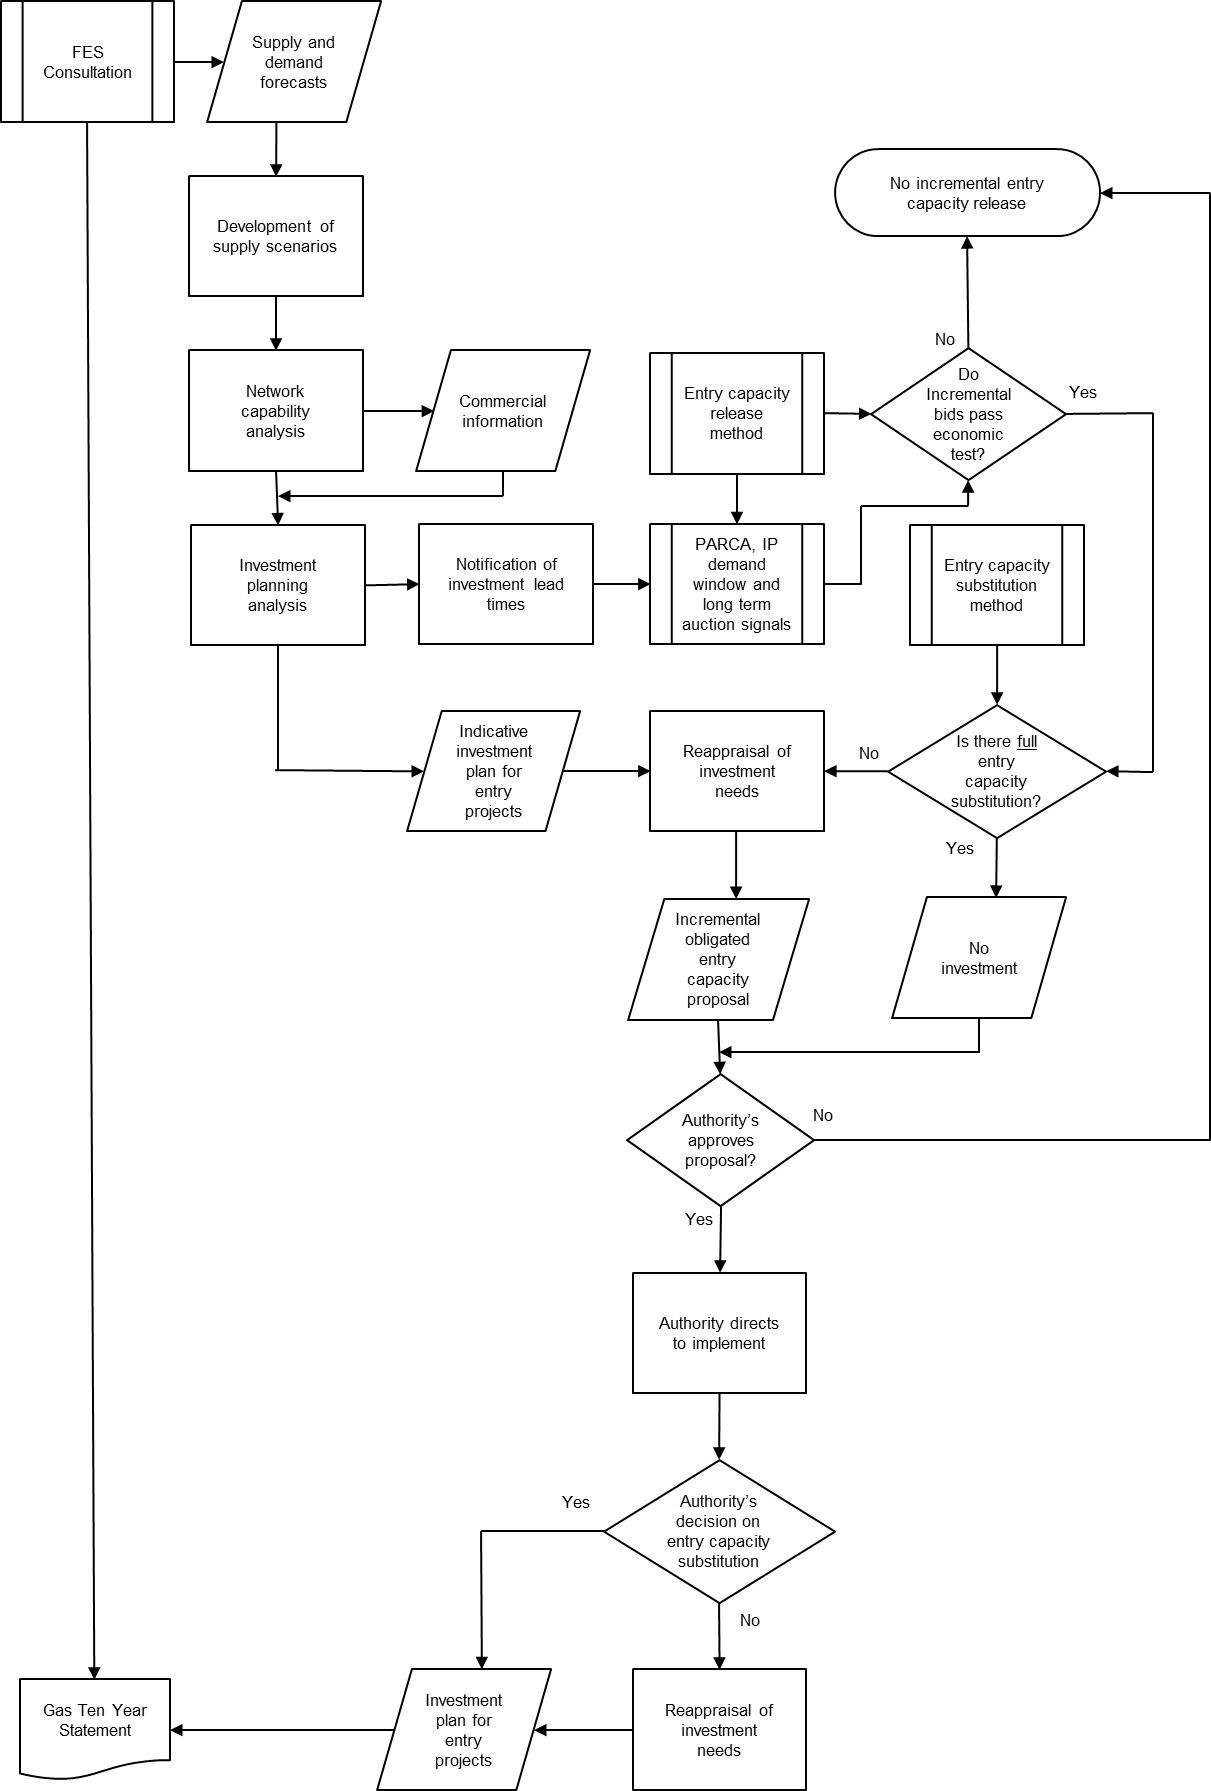 FES
Consultation
Supply and
demand
forecasts
Development of
supply scenarios
No incremental entry
capacity release
Network
capability
analysis
Commercial
information
Entry capacity
release
method
No
Do
Incremental
bids pass
economic
test?
Yes
Investment
planning
analysis
Notification of
investment lead
times
PARCA, IP
demand
window and
long term
auction signals
Entry capacity
substitution
method
Indicative
investment
plan for
entry
projects
Reappraisal of
investment
needs
No
Is there full
entry
capacity
substitution?
Yes
Incremental
obligated
entry
capacity
proposal
No
investment
Authority’s
approves
proposal?
No
Yes
Authority directs
to implement
Yes
Authority’s
decision on
entry capacity
substitution
No
Gas Ten Year
Statement
Investment
plan for
entry
projects
Reappraisal of
investment
needs